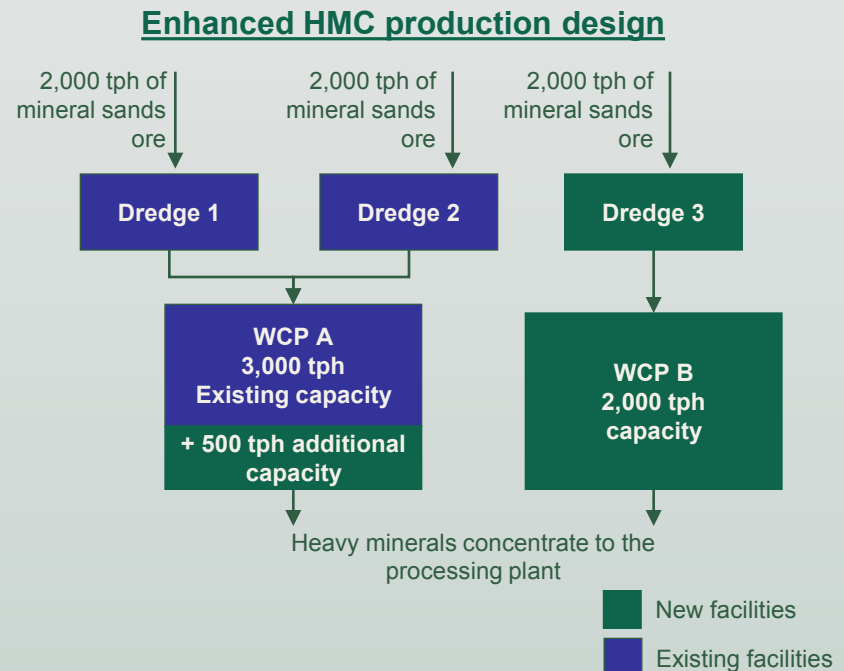 Enhanced HMC production design
2,000 tph of
mineral sands
ore
2,000 tph of
mineral sands
ore
2,000 tph of
mineral sands
ore
Dredge 1
Dredge 2
Dredge 3
WCP A
3,000 tph
Existing capacity
+ 500 tph additional
capacity
WCP B
2,000 tph
capacity
Heavy minerals concentrate to the
processing plant
New facilities
Existing facilities